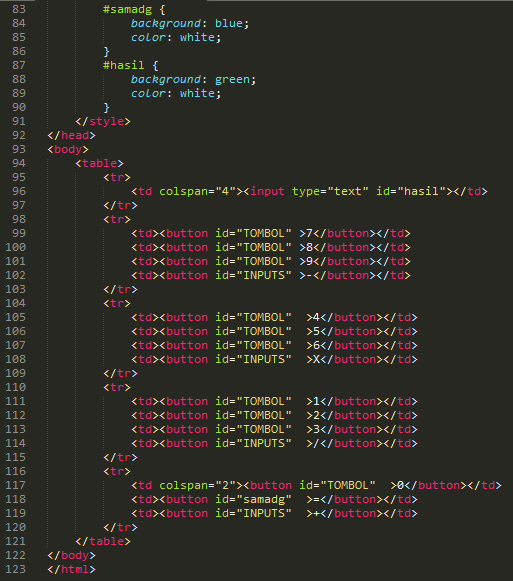 83 #samadg {
84 background: blue;
85 color: white;
86 }
87 #hasil {
88 background: green;
89 color: white;
90 }
91 </style>
92 </head>
93 <body>
94 <table>
95 <tr>
96 <td colspan="4"><input type="text" id="hasil"></td>
97 </tr>
98 <tr>
99 <td><button id="TOMBOL" >7</button></td>
100 <td><button id="TOMBOL" >8</button></td>
101 <td><button id="TOMBOL" >9</button></td>
102 <td><button id="INPUTS" >-</button></td>
103 </tr>
104 <tr>
105 <td><button id="TOMBOL"  >4</button></td>
106 <td><button id="TOMBOL"  >5</button></td>
107 <td><button id="TOMBOL"  >6</button></td>
108 <td><button id="INPUTS"  >X</button></td>
109 </tr>
110 <tr>
111 <td><button id="TOMBOL"  >1</button></td>
112 <td><button id="TOMBOL"  >2</button></td>
113 <td><button id="TOMBOL"  >3</button></td>
114 <td><button id="INPUTS"  >/</button></td>
115 </tr>
116 <tr>
117 <td colspan="2"><button id="TOMBOL"  >0</button></td>
118 <td><button id="samadg"  >=</button></td>
119 <td><button id="INPUTS"  >+</button></td>
120 </tr>
121 </table>
122 </body>
123 </html>